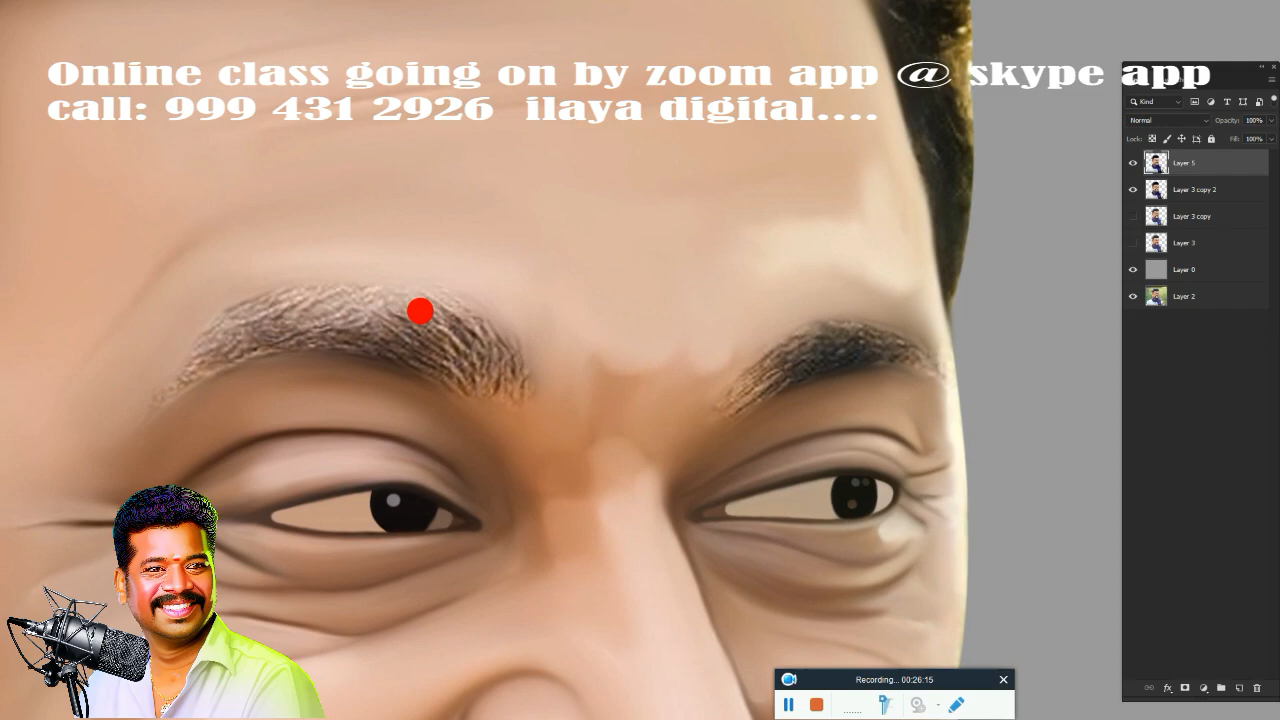 Online class going on by zoom app @ skype app
call: 999 431 2926 ilaya digital....
Kind
Normal
Opacity: 100%
Lock:
Fill: 100%
Layer 5
Layer 3 copy 2
Layer 3 copy
Layer 3
Layer 0
Layer 2
fx
Recording... 00:26:15